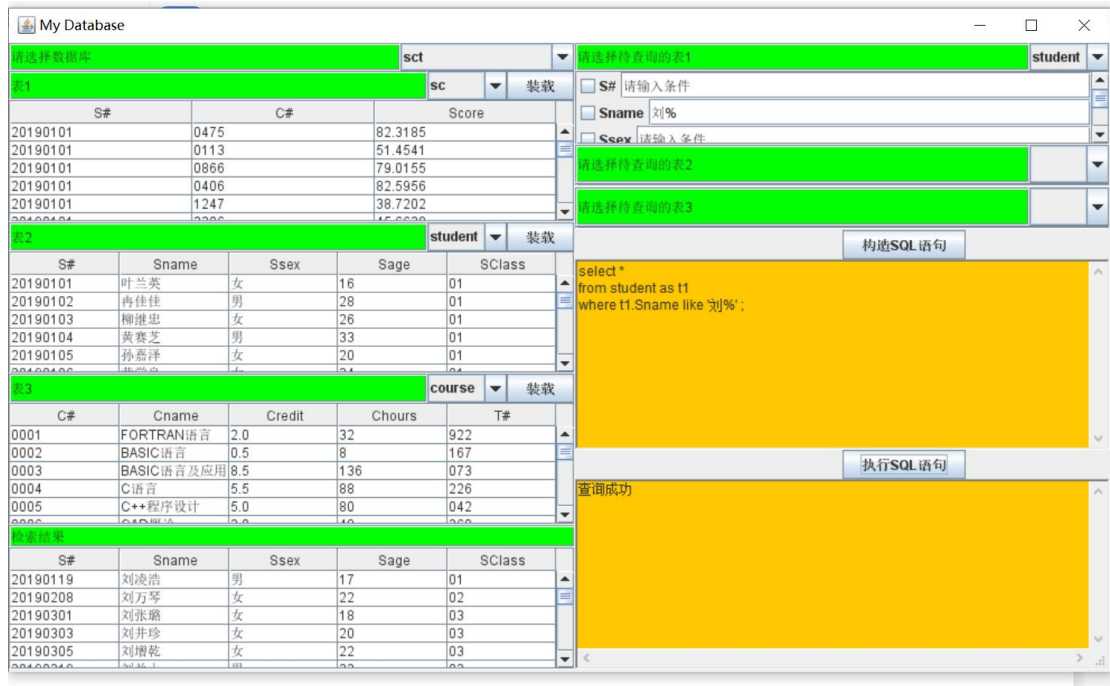 My Database
请选择数据库 sct
表1 sc 装载
S# C# Score
20190101 0475 82.3185
20190101 0113 51.4541
20190101 0866 79.0155
20190101 0406 82.5956
20190101 1247 38.7202
表2 student 装载
S# Sname Ssex Sage SClass
20190101 叶兰英 女 16 01
20190102 冉佳佳 男 28 01
20190103 柳继忠 女 26 01
20190104 黄赛芝 男 33 01
20190105 孙嘉泽 女 20 01
表3 course 装载
C# Cname Credit Chours T#
0001 FORTRAN语言 2.0 32 922
0002 BASIC语言 0.5 8 167
0003 BASIC语言及应用 8.5 136 073
0004 C语言 5.5 88 226
0005 C++程序设计 5.0 80 042
检索结果
S# Sname Ssex Sage SClass
20190119 刘凌浩 男 17 01
20190208 刘万琴 女 22 02
20190301 刘张璐 女 18 03
20190303 刘井珍 女 20 03
20190305 刘增乾 女 22 03
请选择待查询的表1 student
S# 请输入条件
Sname 刘%
Ssex 请输入条件
请选择待查询的表2
请选择待查询的表3
构造SQL语句
select *
from student as t1
where t1.Sname like '刘%' ;
执行SQL语句
查询成功